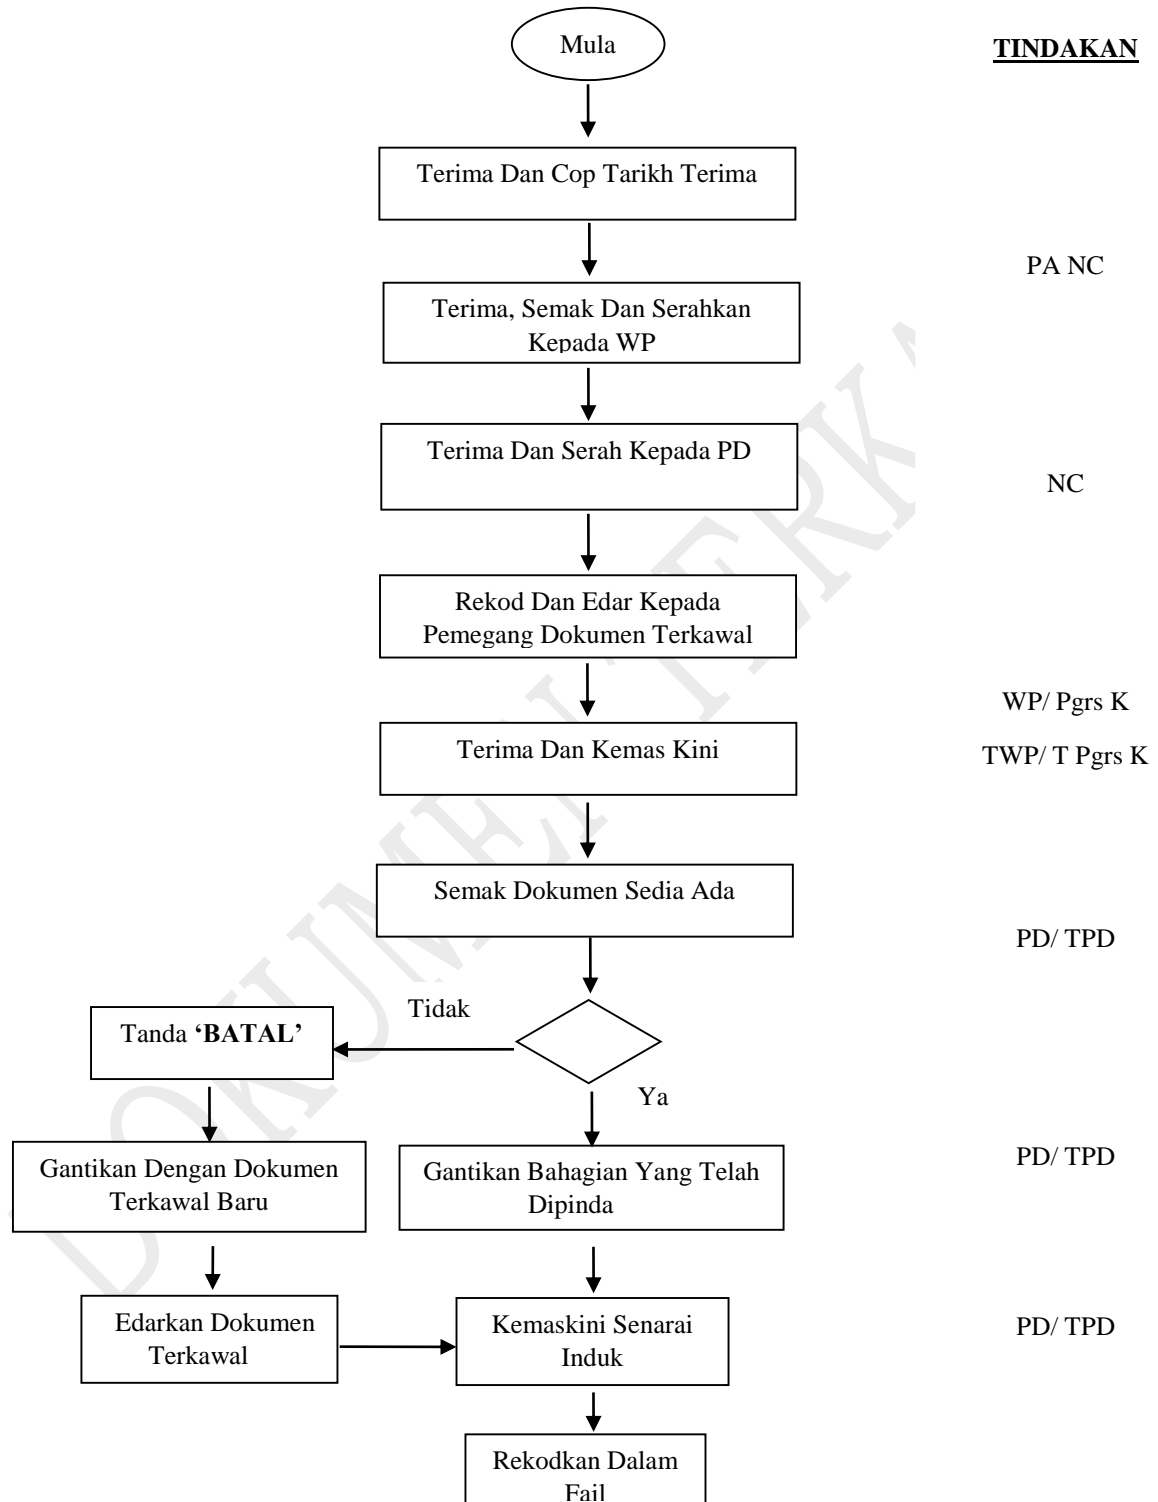 Mula
TINDAKAN
Terima Dan Cop Tarikh Terima
PA NC
Terima, Semak Dan Serahkan
Kepada WP
Terima Dan Serah Kepada PD
NC
Rekod Dan Edar Kepada
Pemegang Dokumen Terkawal
WP/ Pgrs K
Terima Dan Kemas Kini
TWP/ T Pgrs K
Semak Dokumen Sedia Ada
PD/ TPD
Tidak
Tanda ‘BATAL’
Ya
Gantikan Dengan Dokumen
Terkawal Baru
Gantikan Bahagian Yang Telah
Dipinda
PD/ TPD
Edarkan Dokumen
Terkawal
Kemaskini Senarai
Induk
PD/ TPD
Rekodkan Dalam
Fail
DOKUMEN TERKA